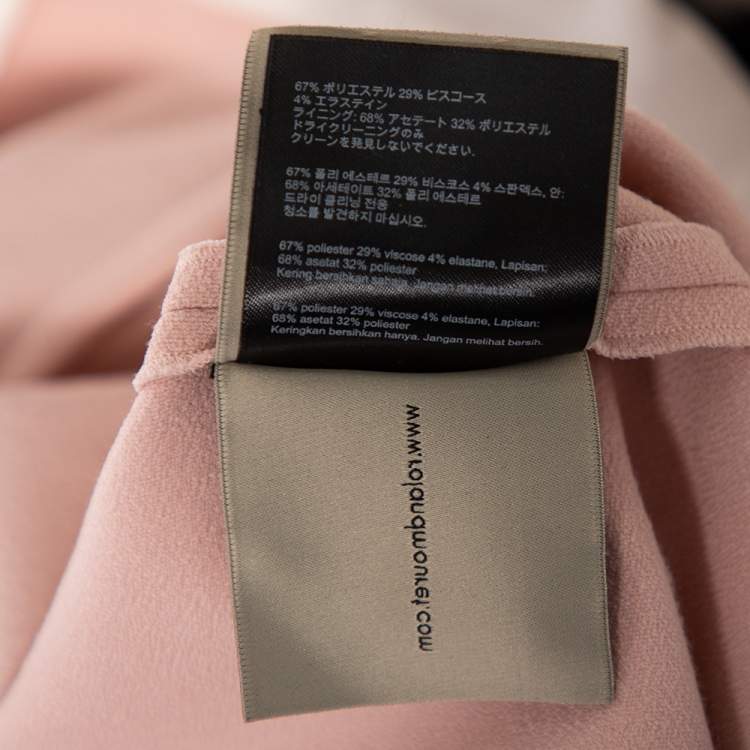 67% ポリエステル 29% ビスコース
4% エラステイン
ライニング: 68% アセテート 32% ポリエステル
ドライクリーニングのみ
クリーンを発見しないでください.
67% 폴리 에스테르 29% 비스코스 4% 스판덱스, 안:
68% 아세테이트 32% 폴리 에스테르
드라이 클리닝 전용
청소를 발견하지 마십시오.
67% poliester 29% viscose 4% elastane, Lapisan:
68% asetat 32% poliester
Kering bersihkan sahaja. Jangan melihat bersih.
67% poliester 29% viscose 4% elastane, Lapisan:
68% asetat 32% poliester
Keringkan bersihkan hanya. Jangan melihat bersih.
www.rolandmouret.com